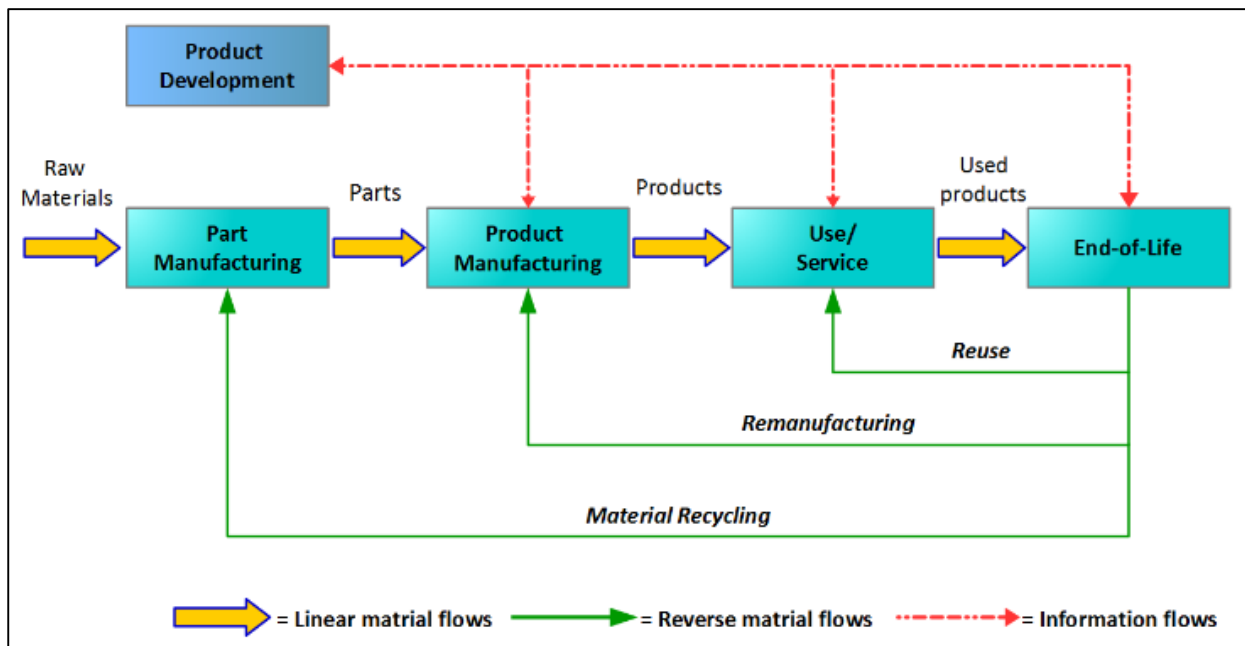 Product
Development
Raw
Materials
Parts
Products
Used
products
Part
Manufacturing
Product
Manufacturing
Use/
Service
End-of-Life
Reuse
Remanufacturing
Material Recycling
= Linear matrial flows
= Reverse matrial flows
= Information flows